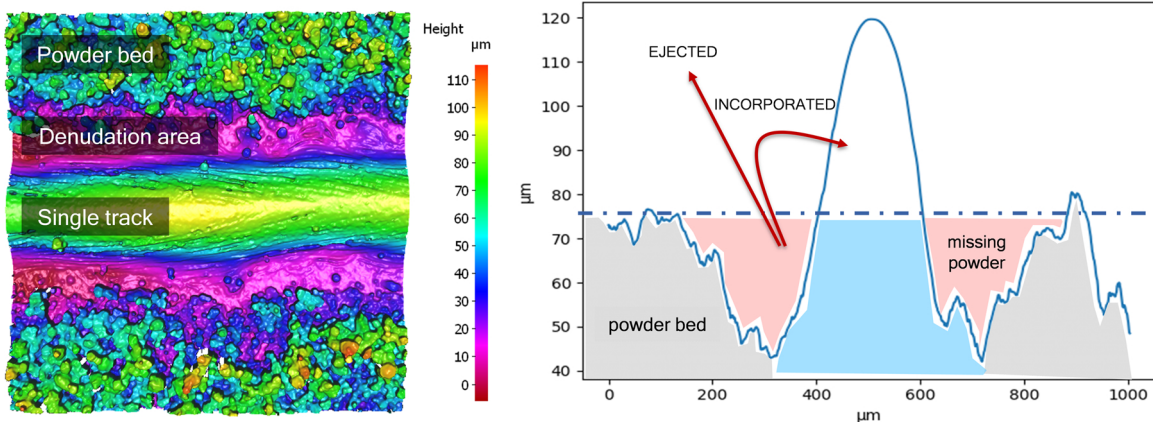 Powder bed
Denudation area
Single track
Height
µm
110
100
90
80
70
60
50
40
30
20
10
0
120
110
100
90
80
70
60
50
40
µm
EJECTED
INCORPORATED
missing
powder
powder bed
0
200
400
600
800
1000
µm